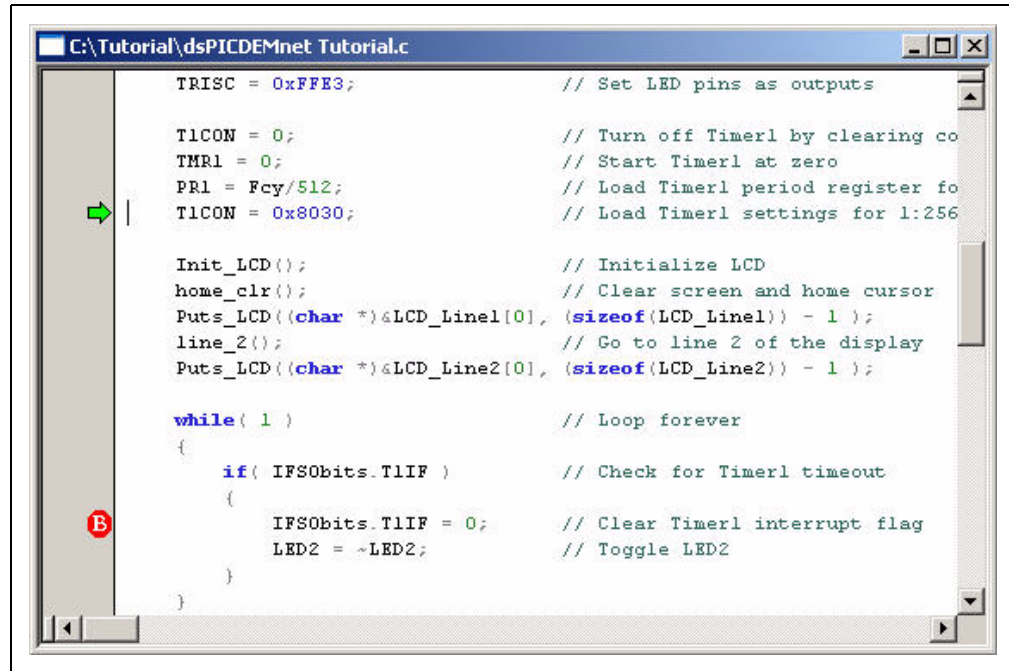 C:\Tutorial\dsPICDEMnet Tutorial.c
TRISC = 0xFFE3; // Set LED pins as outputs
T1CON = 0; // Turn off Timer1 by clearing co
TMR1 = 0; // Start Timer1 at zero
PR1 = Fcy/512; // Load Timer1 period register fo
T1CON = 0x8030; // Load Timer1 settings for 1:256
Init_LCD(); // Initialize LCD
home_clr(); // Clear screen and home cursor
Puts_LCD((char *)&LCD_Line1[0], (sizeof(LCD_Line1)) - 1 );
line_2(); // Go to line 2 of the display
Puts_LCD((char *)&LCD_Line2[0], (sizeof(LCD_Line2)) - 1 );
while( 1 ) // Loop forever
{
if( IFS0bits.T1IF ) // Check for Timer1 timeout
{
B IFS0bits.T1IF = 0; // Clear Timer1 interrupt flag
LED2 = ~LED2; // Toggle LED2
}
}